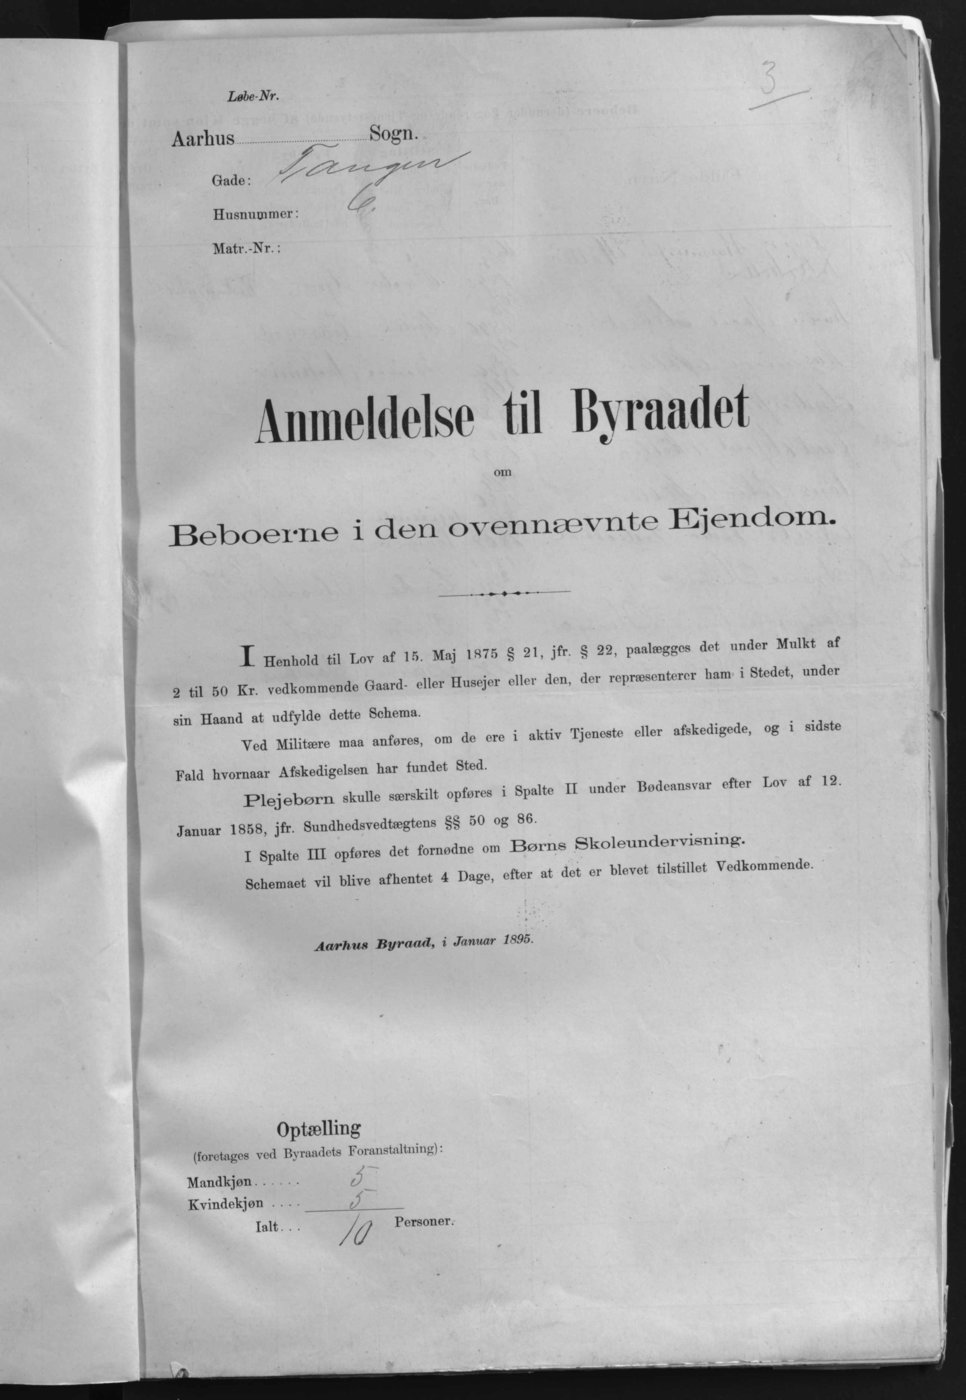 3
Løbe-Nr.
Aarhus Sogn.
Gade: Tangen
Husnummer: 6.
Matr.-Nr.:
Anmeldelse til Byraadet
om
Beboerne i den ovennævnte Ejendom.
I Henhold til Lov af 15. Maj 1875 § 21, jfr. § 22, paalægges det under Mulkt af
2 til 50 Kr. vedkommende Gaard- eller Husejer eller den, der repræsenterer ham i Stedet, under
sin Haand at udfylde dette Schema.
Ved Militære maa anføres, om de ere i aktiv Tjeneste eller afskedigede, og i sidste
Fald hvornaar Afskedigelsen har fundet Sted.
Plejebørn skulle særskilt opføres i Spalte II under Bødeansvar efter Lov af 12.
Januar 1858, jfr. Sundhedsvedtægtens §§ 50 og 86.
I Spalte III opføres det fornødne om Børns Skoleundervisning.
Schemaet vil blive afhentet 4 Dage, efter at det er blevet tilstillet Vedkommende.
Aarhus Byraad, i Januar 1895.
Optælling
(foretages ved Byraadets Foranstaltning):
Mandkjøn...... 5
Kvindekjøn .... 5
Ialt... 10 Personer.